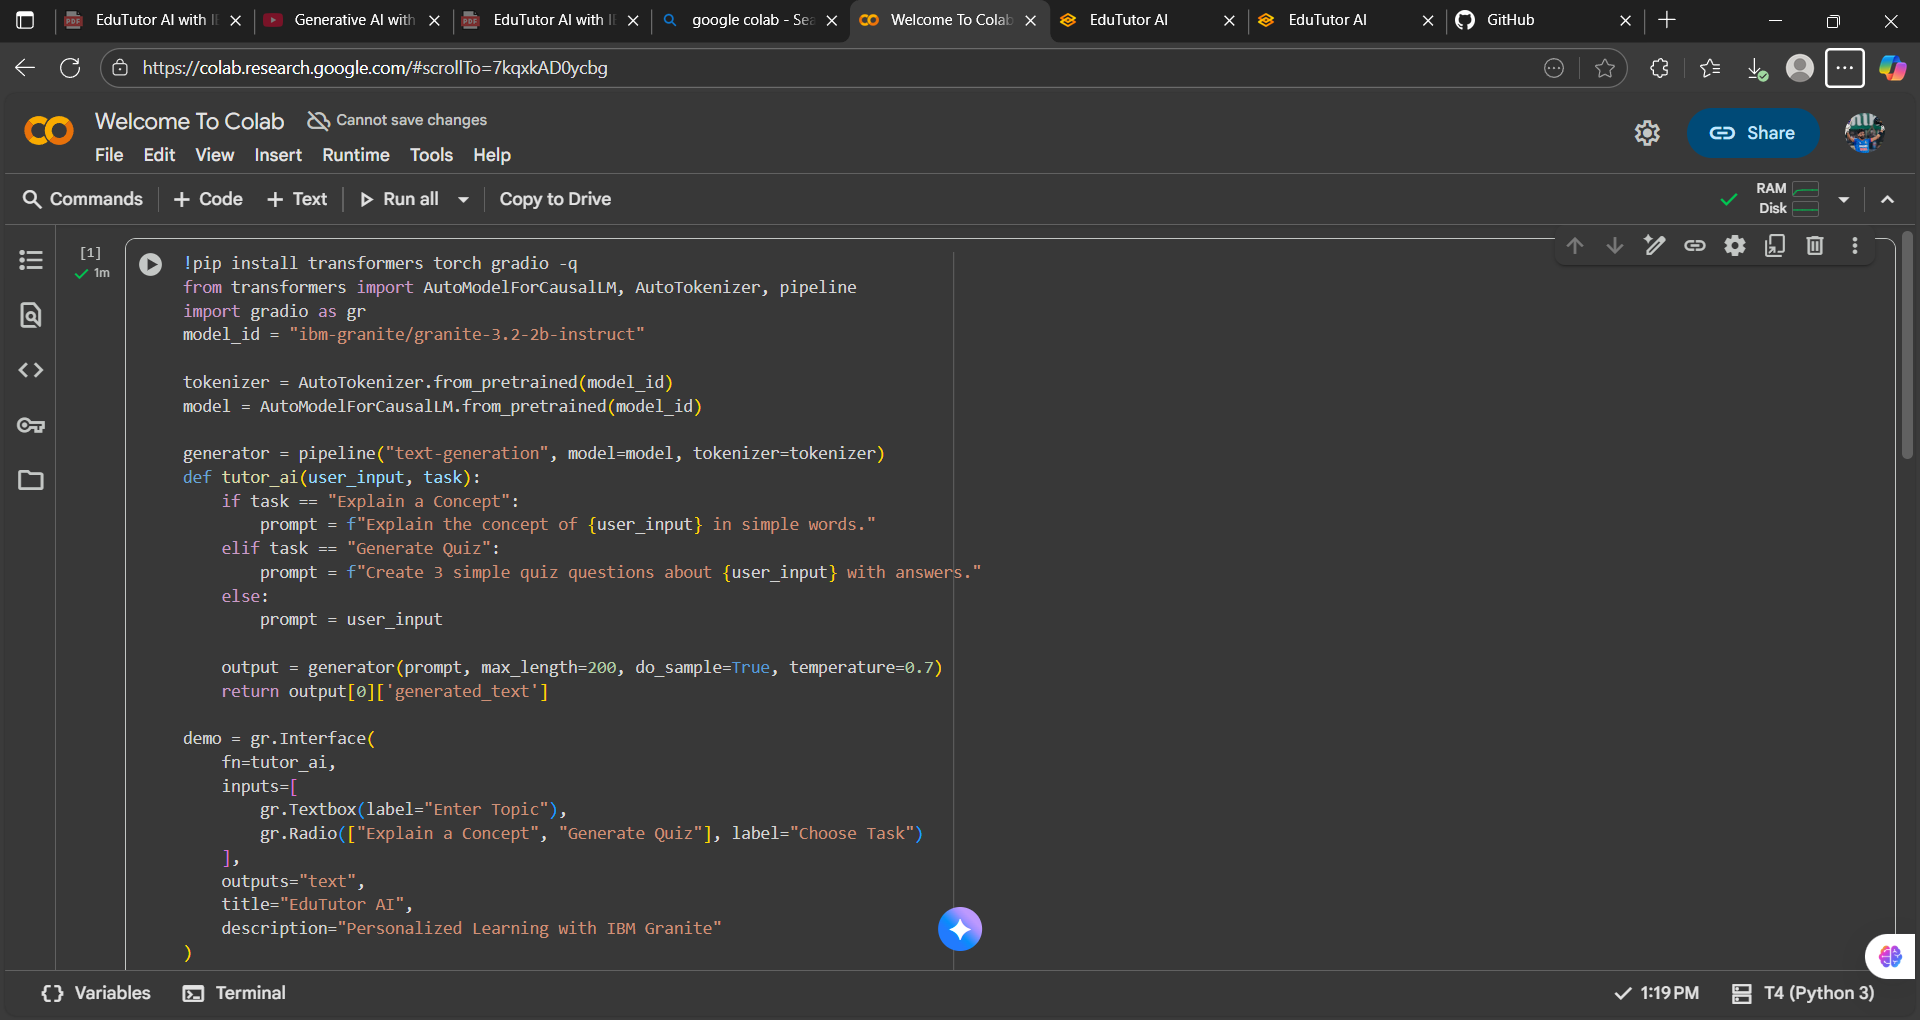 EduTutor AI with I
Generative AI with
EduTutor AI with I
google colab - Sea
Welcome To Colab
EduTutor AI
EduTutor AI
GitHub
https://colab.research.google.com/#scrollTo=7kqxkAD0ycbg
Welcome To Colab
Cannot save changes
File Edit View Insert Runtime Tools Help
Share
Commands + Code + Text Run all Copy to Drive
RAM
Disk
[1]
1m
!pip install transformers torch gradio -q
from transformers import AutoModelForCausalLM, AutoTokenizer, pipeline
import gradio as gr
model_id = "ibm-granite/granite-3.2-2b-instruct"
tokenizer = AutoTokenizer.from_pretrained(model_id)
model = AutoModelForCausalLM.from_pretrained(model_id)
generator = pipeline("text-generation", model=model, tokenizer=tokenizer)
def tutor_ai(user_input, task):
    if task == "Explain a Concept":
        prompt = f"Explain the concept of {user_input} in simple words."
    elif task == "Generate Quiz":
        prompt = f"Create 3 simple quiz questions about {user_input} with answers."
    else:
        prompt = user_input
    output = generator(prompt, max_length=200, do_sample=True, temperature=0.7)
    return output[0]['generated_text']
demo = gr.Interface(
    fn=tutor_ai,
    inputs=[
        gr.Textbox(label="Enter Topic"),
        gr.Radio(["Explain a Concept", "Generate Quiz"], label="Choose Task")
    ],
    outputs="text",
    title="EduTutor AI",
    description="Personalized Learning with IBM Granite"
)
Variables Terminal
1:19 PM T4 (Python 3)